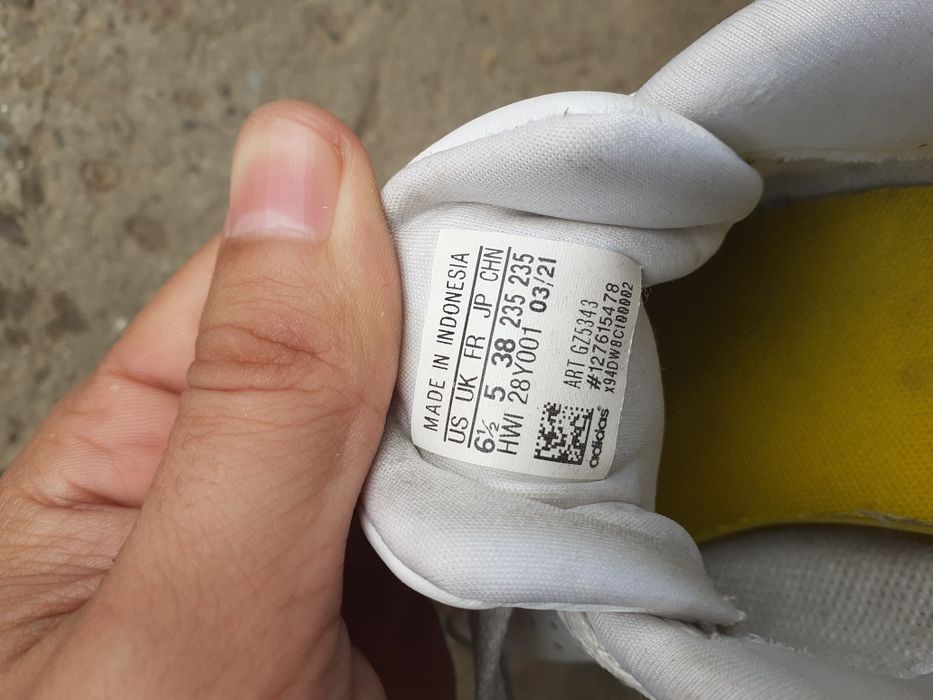 MADE IN INDONESIA
US UK FR JP CHN
6½ 5 38 235 235
HWI 28Y001 03/21
ART GZ5343
#127615478
X94DW8C100002
adidas